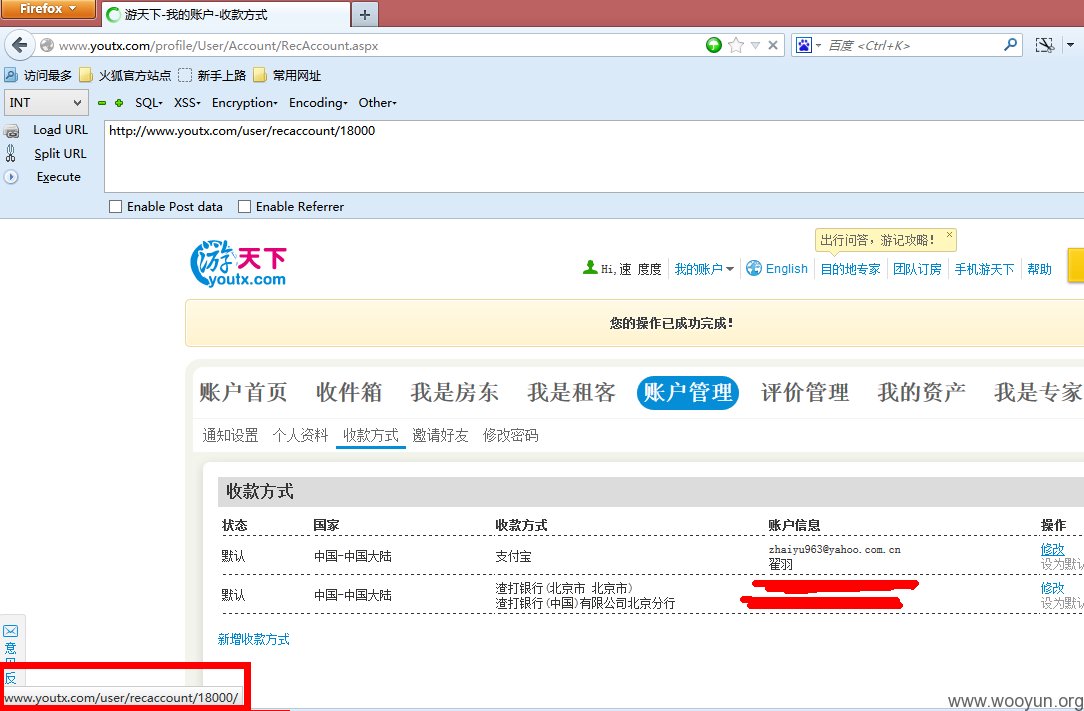 Firefox
游天下-我的账户-收款方式
www.youtx.com/profile/User/Account/RecAccount.aspx
百度 <Ctrl+K>
访问最多 火狐官方站点 新手上路 常用网址
INT SQL- XSS- Encryption- Encoding- Other-
Load URL http://www.youtx.com/user/recaccount/18000
Split URL
Execute
Enable Post data Enable Referrer
出行问答，游记攻略！ ×
游天下
youtx.com
Hi,速 度度 我的账户 English 目的地专家 团队订房 手机游天下 帮助
您的操作已成功完成！
账户首页 收件箱 我是房东 我是租客 账户管理 评价管理 我的资产 我是专家
通知设置 个人资料 收款方式 邀请好友 修改密码
收款方式
状态 国家 收款方式 账户信息 操作
默认 中国-中国大陆 支付宝 zhaiyu963@yahoo.com.cn 修改
翟羽 设为默认
默认 中国-中国大陆 渣打银行(北京市 北京市) 修改
渣打银行(中国)有限公司北京分行 设为默认
新增收款方式
意
见
反
www.youtx.com/user/recaccount/18000/
www.wooyun.org